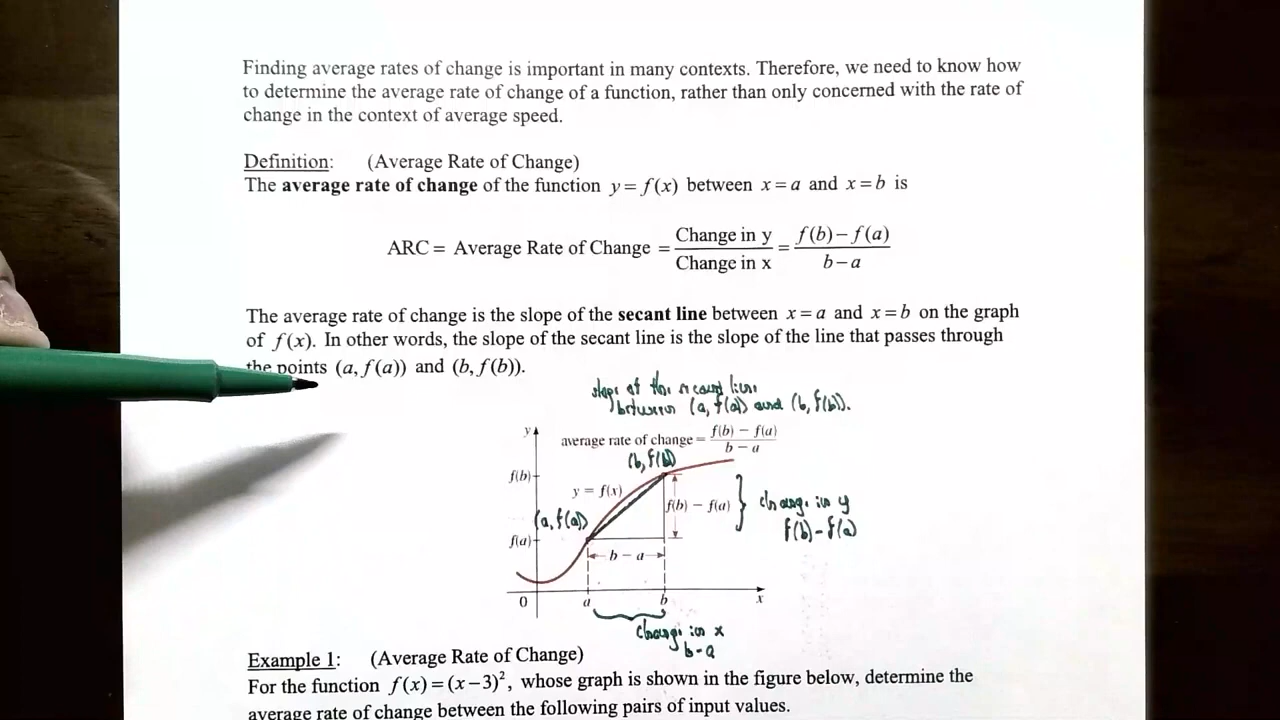 Finding average rates of change is important in many contexts. Therefore, we need to know how
to determine the average rate of change of a function, rather than only concerned with the rate of
change in the context of average speed.
Definition: (Average Rate of Change)
The average rate of change of the function y = f(x) between x = a and x = b is
ARC = Average Rate of Change = Change in y / Change in x = f(b) − f(a) / b − a
The average rate of change is the slope of the secant line between x = a and x = b on the graph
of f(x). In other words, the slope of the secant line is the slope of the line that passes through
the points (a, f(a)) and (b, f(b)).
slope of the secant line
between (a, f(a)) and (b, f(b)).
y
average rate of change = f(b) − f(a) / b − a
(b, f(b))
f(b)
y = f(x)
f(b) − f(a)
change in y
f(b) - f(a)
(a, f(a))
f(a)
b − a
0 a b x
change in x
b-a
Example 1: (Average Rate of Change)
For the function f(x) = (x − 3)², whose graph is shown in the figure below, determine the
average rate of change between the following pairs of input values.